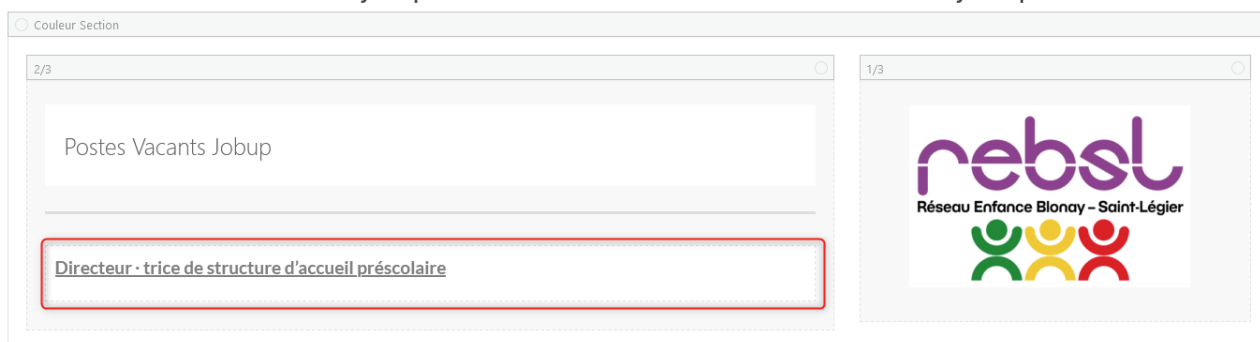 Couleur Section
2/3
1/3
Postes Vacants Jobup
rebsl
Réseau Enfance Blonay – Saint-Légier
Directeur · trice de structure d’accueil préscolaire